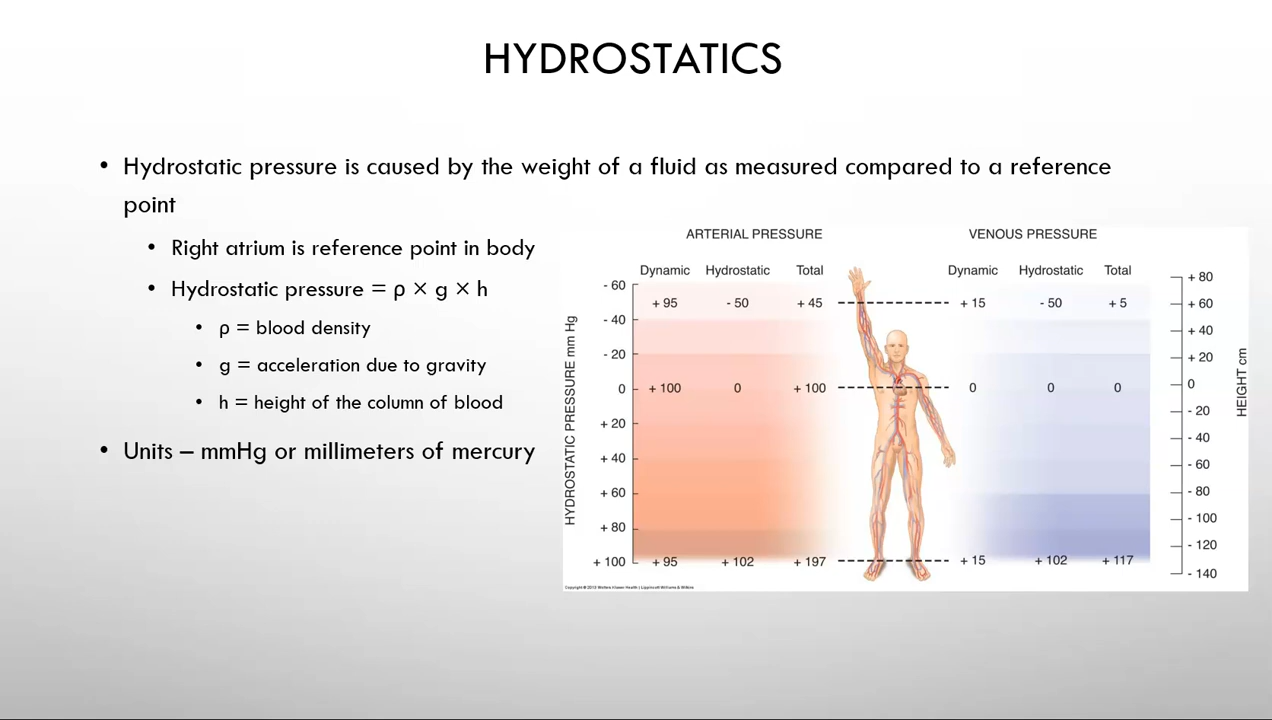 HYDROSTATICS
• Hydrostatic pressure is caused by the weight of a fluid as measured compared to a reference
point
• Right atrium is reference point in body
• Hydrostatic pressure = ρ × g × h
• ρ = blood density
• g = acceleration due to gravity
• h = height of the column of blood
• Units – mmHg or millimeters of mercury
ARTERIAL PRESSURE VENOUS PRESSURE
Dynamic Hydrostatic Total Dynamic Hydrostatic Total
HYDROSTATIC PRESSURE mm Hg
- 60
- 40
- 20
0
+ 20
+ 40
+ 60
+ 80
+ 100
+ 95 - 50 + 45 + 15 - 50 + 5
+ 100 0 + 100 0 0 0
+ 95 + 102 + 197 + 15 + 102 + 117
+ 80
+ 60
+ 40
+ 20
0
- 20
- 40
- 60
- 80
- 100
- 120
- 140
HEIGHT cm
Copyright © 2010 Wolters Kluwer Health | Lippincott Williams & Wilkins